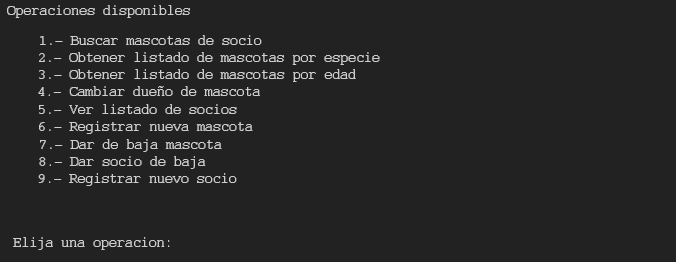 Operaciones disponibles
1.- Buscar mascotas de socio
2.- Obtener listado de mascotas por especie
3.- Obtener listado de mascotas por edad
4.- Cambiar dueño de mascota
5.- Ver listado de socios
6.- Registrar nueva mascota
7.- Dar de baja mascota
8.- Dar socio de baja
9.- Registrar nuevo socio
Elija una operacion: